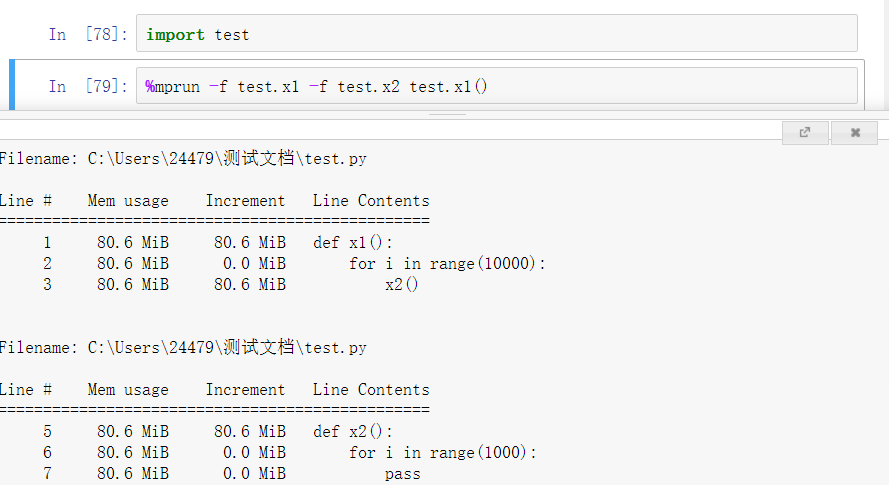 In [78]: import test
In [79]: %mprun -f test.x1 -f test.x2 test.x1()
Filename: C:\Users\24479\测试文档\test.py
Line #    Mem usage    Increment   Line Contents
================================================
     1     80.6 MiB     80.6 MiB   def x1():
     2     80.6 MiB      0.0 MiB       for i in range(10000):
     3     80.6 MiB     80.6 MiB           x2()
Filename: C:\Users\24479\测试文档\test.py
Line #    Mem usage    Increment   Line Contents
================================================
     5     80.6 MiB     80.6 MiB   def x2():
     6     80.6 MiB      0.0 MiB       for i in range(1000):
     7     80.6 MiB      0.0 MiB           pass